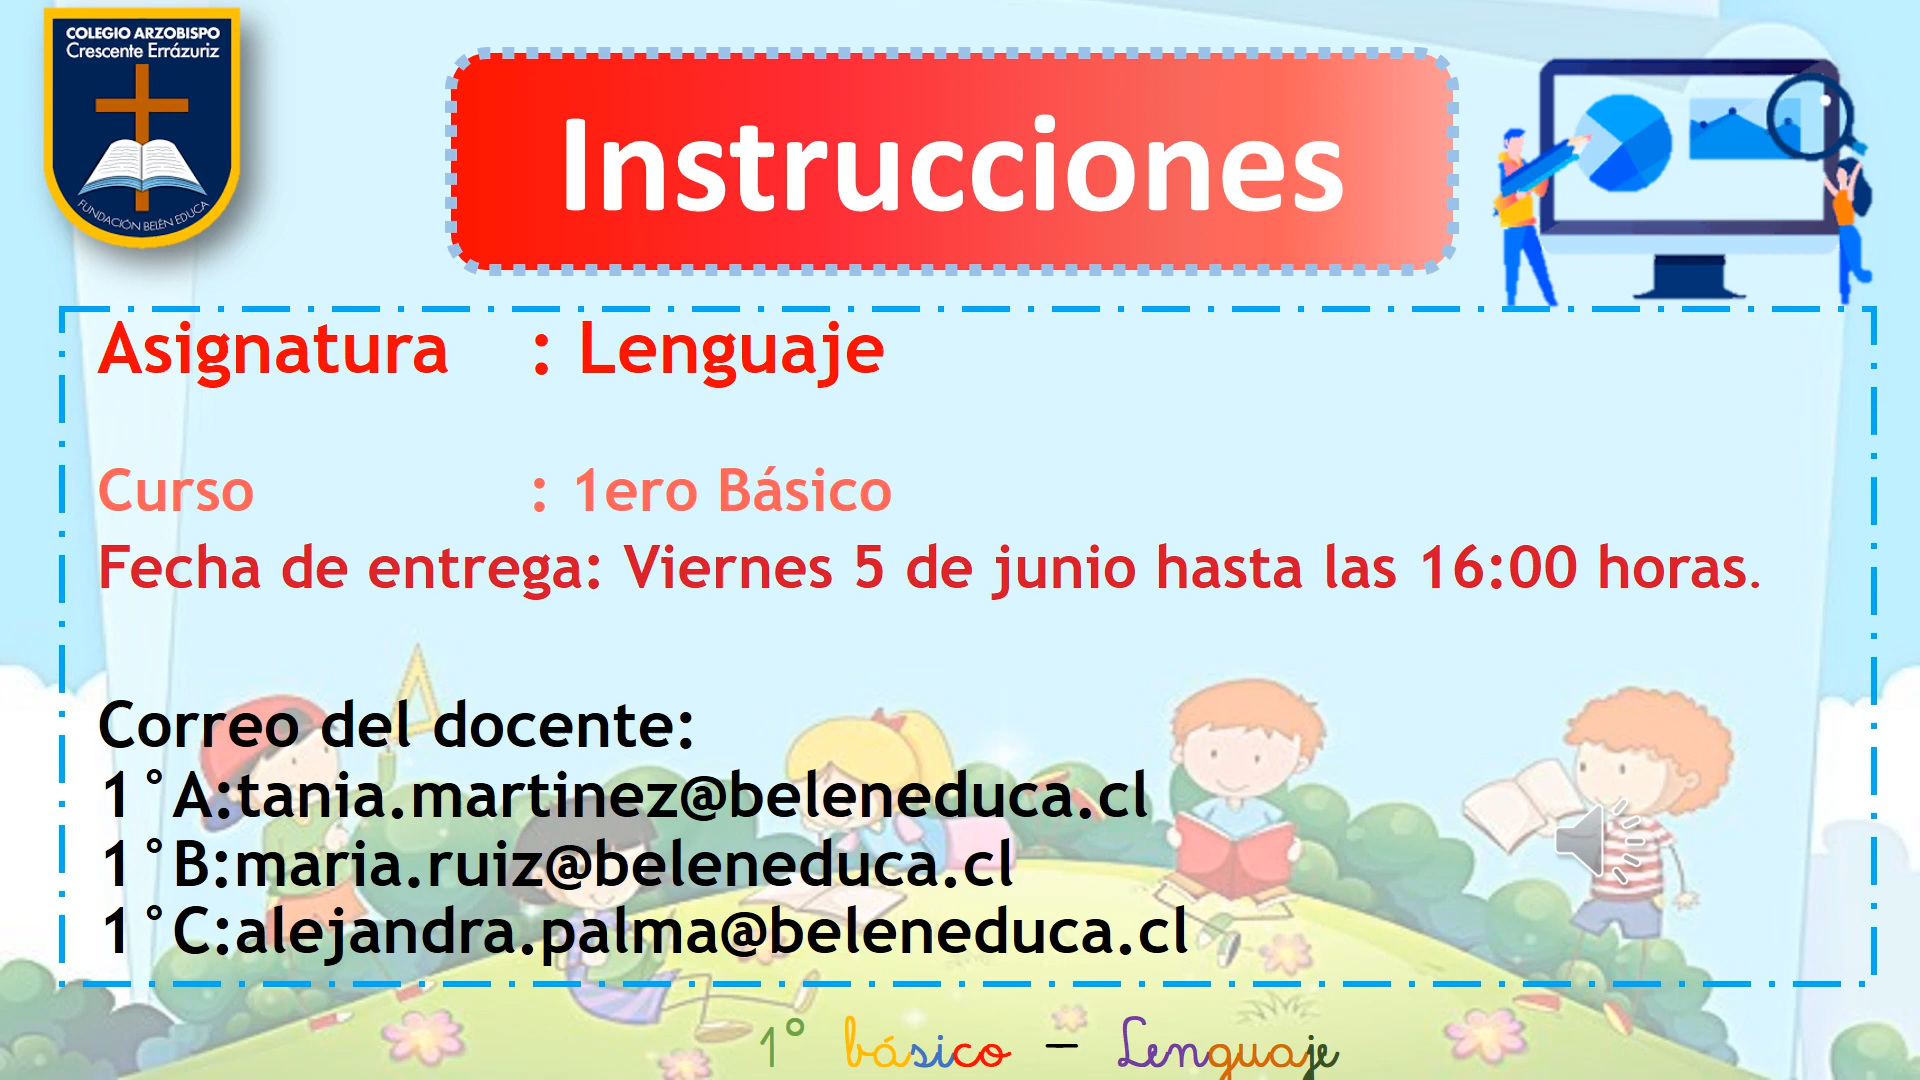 COLEGIO ARZOBISPO
Crescente Errázuriz
FUNDACIÓN BELÉN EDUCA
Instrucciones
Asignatura : Lenguaje
Curso : 1ero Básico
Fecha de entrega: Viernes 5 de junio hasta las 16:00 horas.
Correo del docente:
1°A:tania.martinez@beleneduca.cl
1°B:maria.ruiz@beleneduca.cl
1°C:alejandra.palma@beleneduca.cl
1° básico - Lenguaje